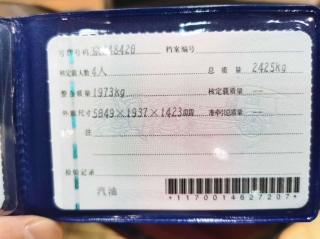 号牌号码 档案编号
核定载人数 4人 总质量 2425kg
整备质量 1973kg 核定载质量
外廓尺寸 5849×1937×1423mm 准牵引总质量
备注
检验记录
汽油
*1170014627207*